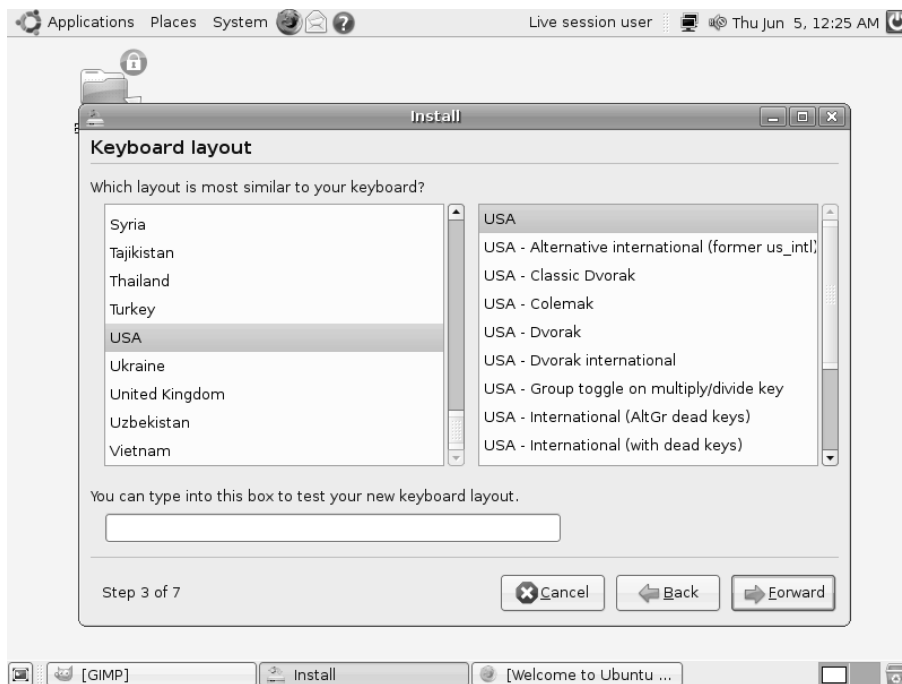 Applications Places System Live session user Thu Jun 5, 12:25 AM
Install
Keyboard layout
Which layout is most similar to your keyboard?
Syria
Tajikistan
Thailand
Turkey
USA
Ukraine
United Kingdom
Uzbekistan
Vietnam
USA
USA - Alternative international (former us_intl)
USA - Classic Dvorak
USA - Colemak
USA - Dvorak
USA - Dvorak international
USA - Group toggle on multiply/divide key
USA - International (AltGr dead keys)
USA - International (with dead keys)
You can type into this box to test your new keyboard layout.
Step 3 of 7
Cancel
Back
Forward
[GIMP]
Install
[Welcome to Ubuntu ...